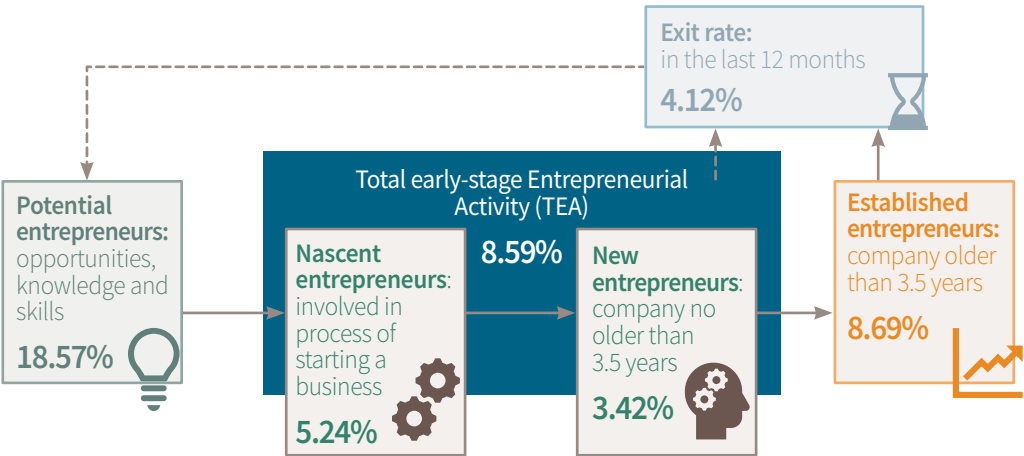 Exit rate:
in the last 12 months
4.12%
Total early-stage Entrepreneurial
Activity (TEA)
8.59%
Potential
entrepreneurs:
opportunities,
knowledge and
skills
18.57%
Nascent
entrepreneurs:
involved in
process of
starting a
business
5.24%
New
entrepreneurs:
company no
older than
3.5 years
3.42%
Established
entrepreneurs:
company older
than 3.5 years
8.69%